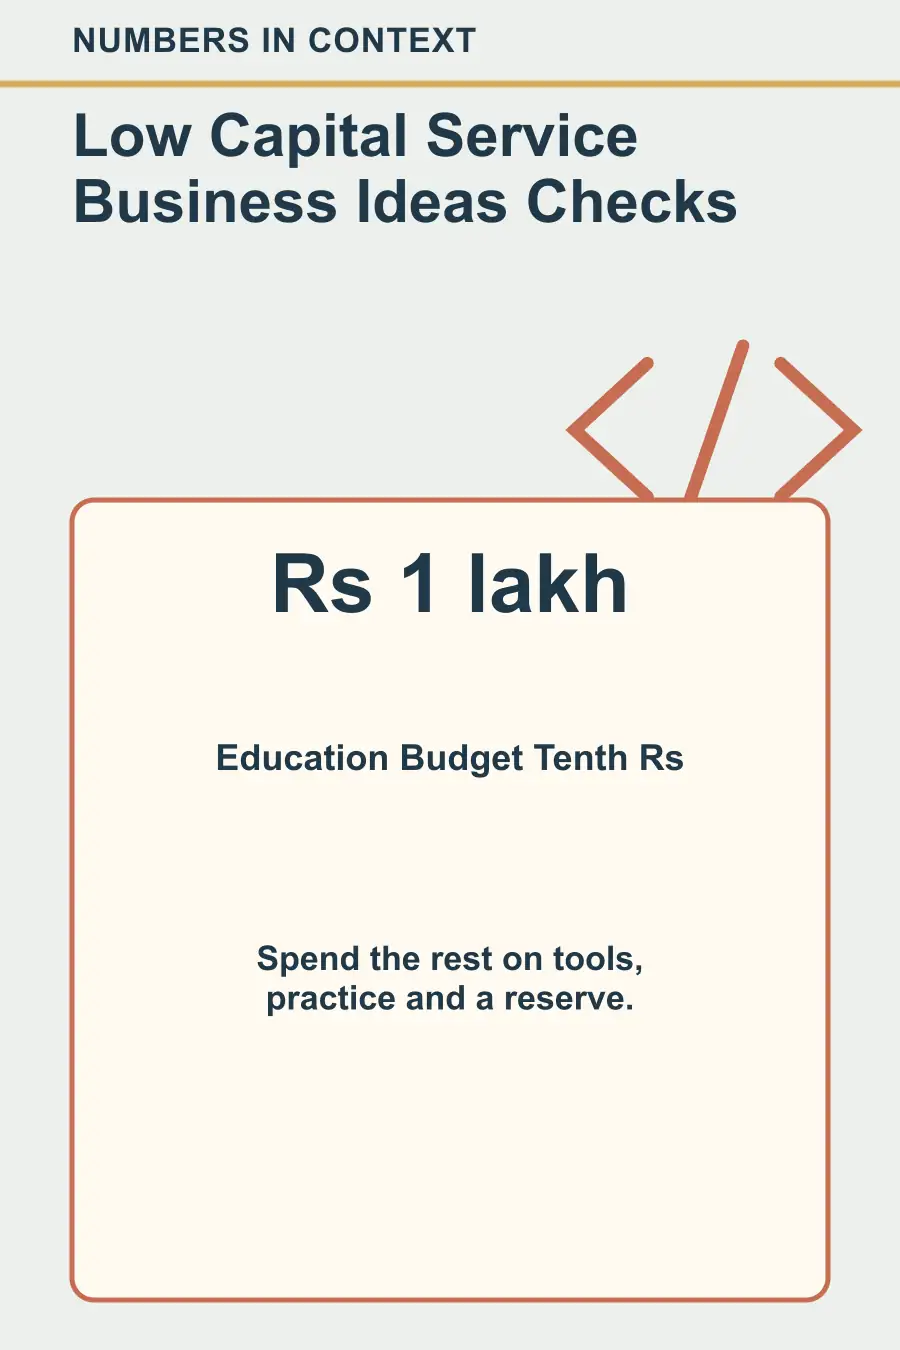 NUMBERS IN CONTEXT
Low Capital Service
Business Ideas Checks
Rs 1 lakh
Education Budget Tenth Rs
Spend the rest on tools,
practice and a reserve.